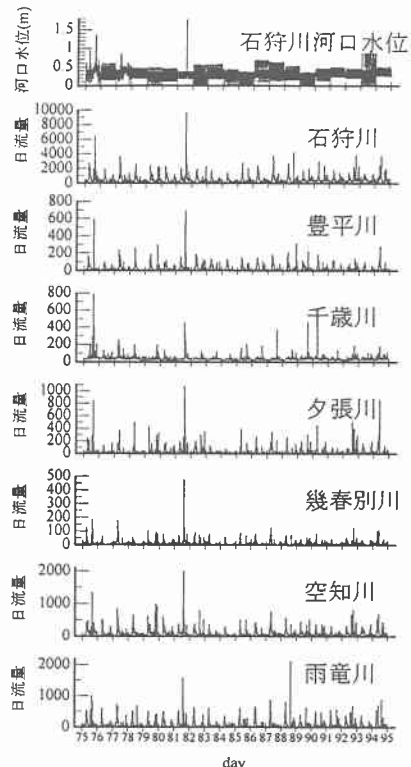 河口水位(m)
1.5
1
0.5
0
石狩川河口水位
日流量
10000
8000
6000
4000
2000
0
石狩川
日流量
800
600
400
200
0
豊平川
日流量
800
600
400
200
0
千歳川
日流量
1000
800
600
400
200
0
夕張川
日流量
500
400
300
200
100
0
幾春別川
日流量
2000
1000
0
空知川
日流量
2000
1000
0
雨竜川
75 76 77 78 79 80 81 82 83 84 85 86 87 88 89 90 91 92 93 94 95
day